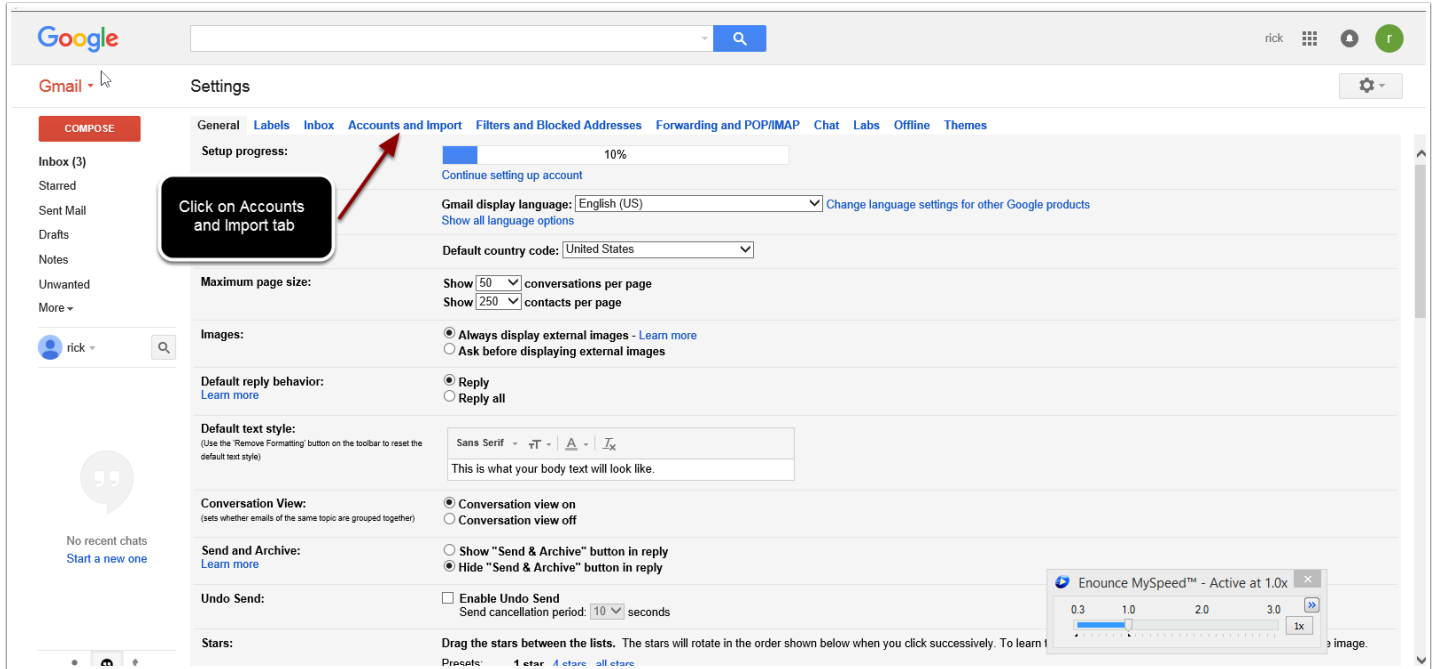 Google
rick
r
Gmail
Settings
COMPOSE
General Labels Inbox Accounts and Import Filters and Blocked Addresses Forwarding and POP/IMAP Chat Labs Offline Themes
Inbox (3)
Starred
Sent Mail
Drafts
Notes
Unwanted
More
rick
No recent chats
Start a new one
Click on Accounts
and Import tab
Setup progress:
10%
Continue setting up account
Gmail display language: English (US) Change language settings for other Google products
Show all language options
Default country code: United States
Maximum page size:
Show 50 conversations per page
Show 250 contacts per page
Images:
Always display external images - Learn more
Ask before displaying external images
Default reply behavior:
Learn more
Reply
Reply all
Default text style:
(Use the 'Remove Formatting' button on the toolbar to reset the
default text style)
Sans Serif
This is what your body text will look like.
Conversation View:
(sets whether emails of the same topic are grouped together)
Conversation view on
Conversation view off
Send and Archive:
Learn more
Show "Send & Archive" button in reply
Hide "Send & Archive" button in reply
Undo Send:
Enable Undo Send
Send cancellation period: 10 seconds
Stars:
Drag the stars between the lists. The stars will rotate in the order shown below when you click successively. To learn
e image.
Presets: 1 star 4 stars all stars
Enounce MySpeed™ - Active at 1.0x
0.3 1.0 2.0 3.0
1x